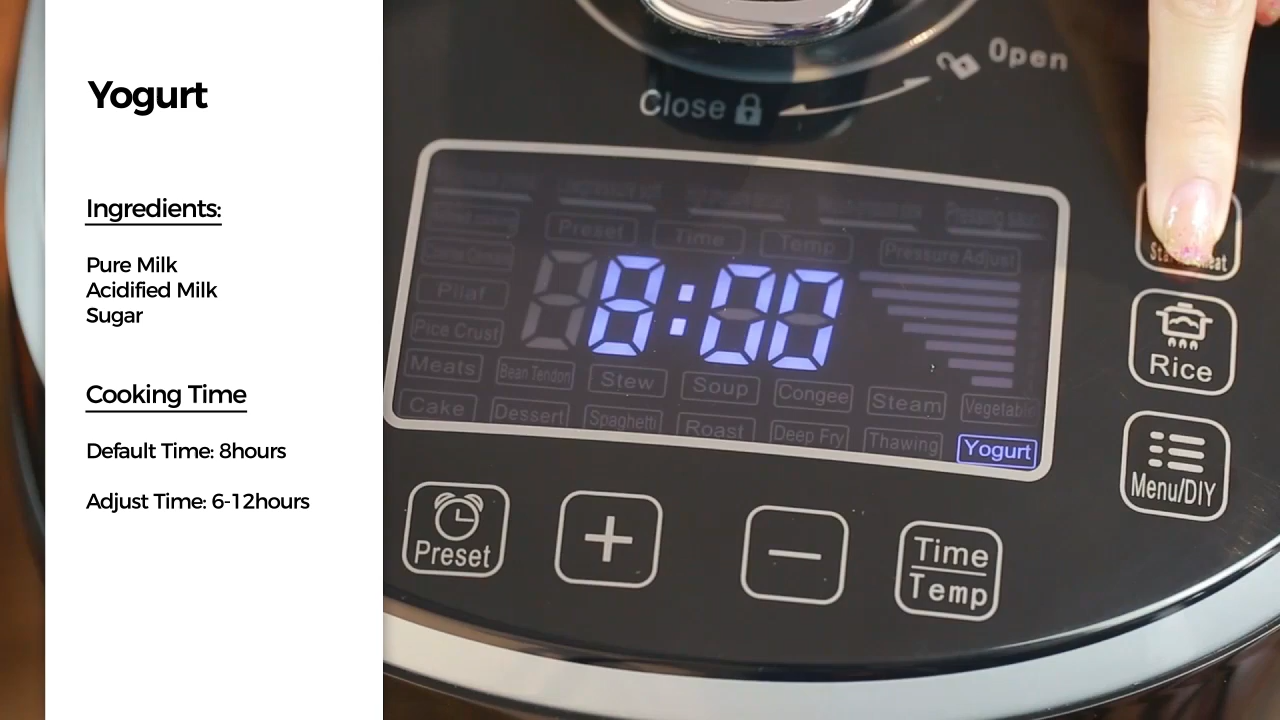 Yogurt
Ingredients:
Pure Milk
Acidified Milk
Sugar
Cooking Time
Default Time: 8hours
Adjust Time: 6-12hours
Open
Close
Preset Time Temp Pressure Adjust
8:00
Pilaf
Pice Crust
Meats Bean Tendon Stew Soup Congee Steam Vegetable
Cake Dessert Spaghetti Roast Deep Fry Thawing Yogurt
Rice
Menu/DIY
Preset
+
−
Time
Temp